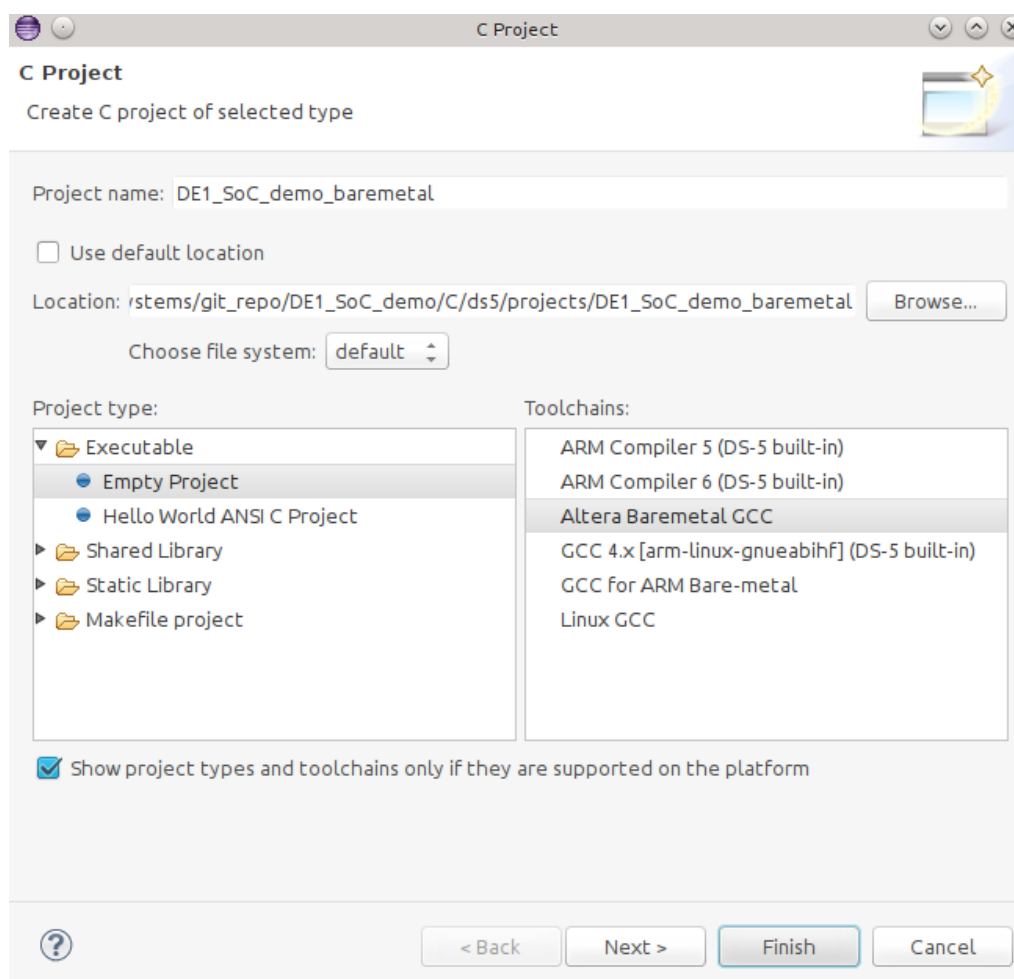 C Project
C Project
Create C project of selected type
Project name: DE1_SoC_demo_baremetal
Use default location
Location: ystems/git_repo/DE1_SoC_demo/C/ds5/projects/DE1_SoC_demo_baremetal Browse...
Choose file system: default
Project type: Toolchains:
Executable ARM Compiler 5 (DS-5 built-in)
Empty Project ARM Compiler 6 (DS-5 built-in)
Hello World ANSI C Project Altera Baremetal GCC
Shared Library GCC 4.x [arm-linux-gnueabihf] (DS-5 built-in)
Static Library GCC for ARM Bare-metal
Makefile project Linux GCC
Show project types and toolchains only if they are supported on the platform
? < Back Next > Finish Cancel